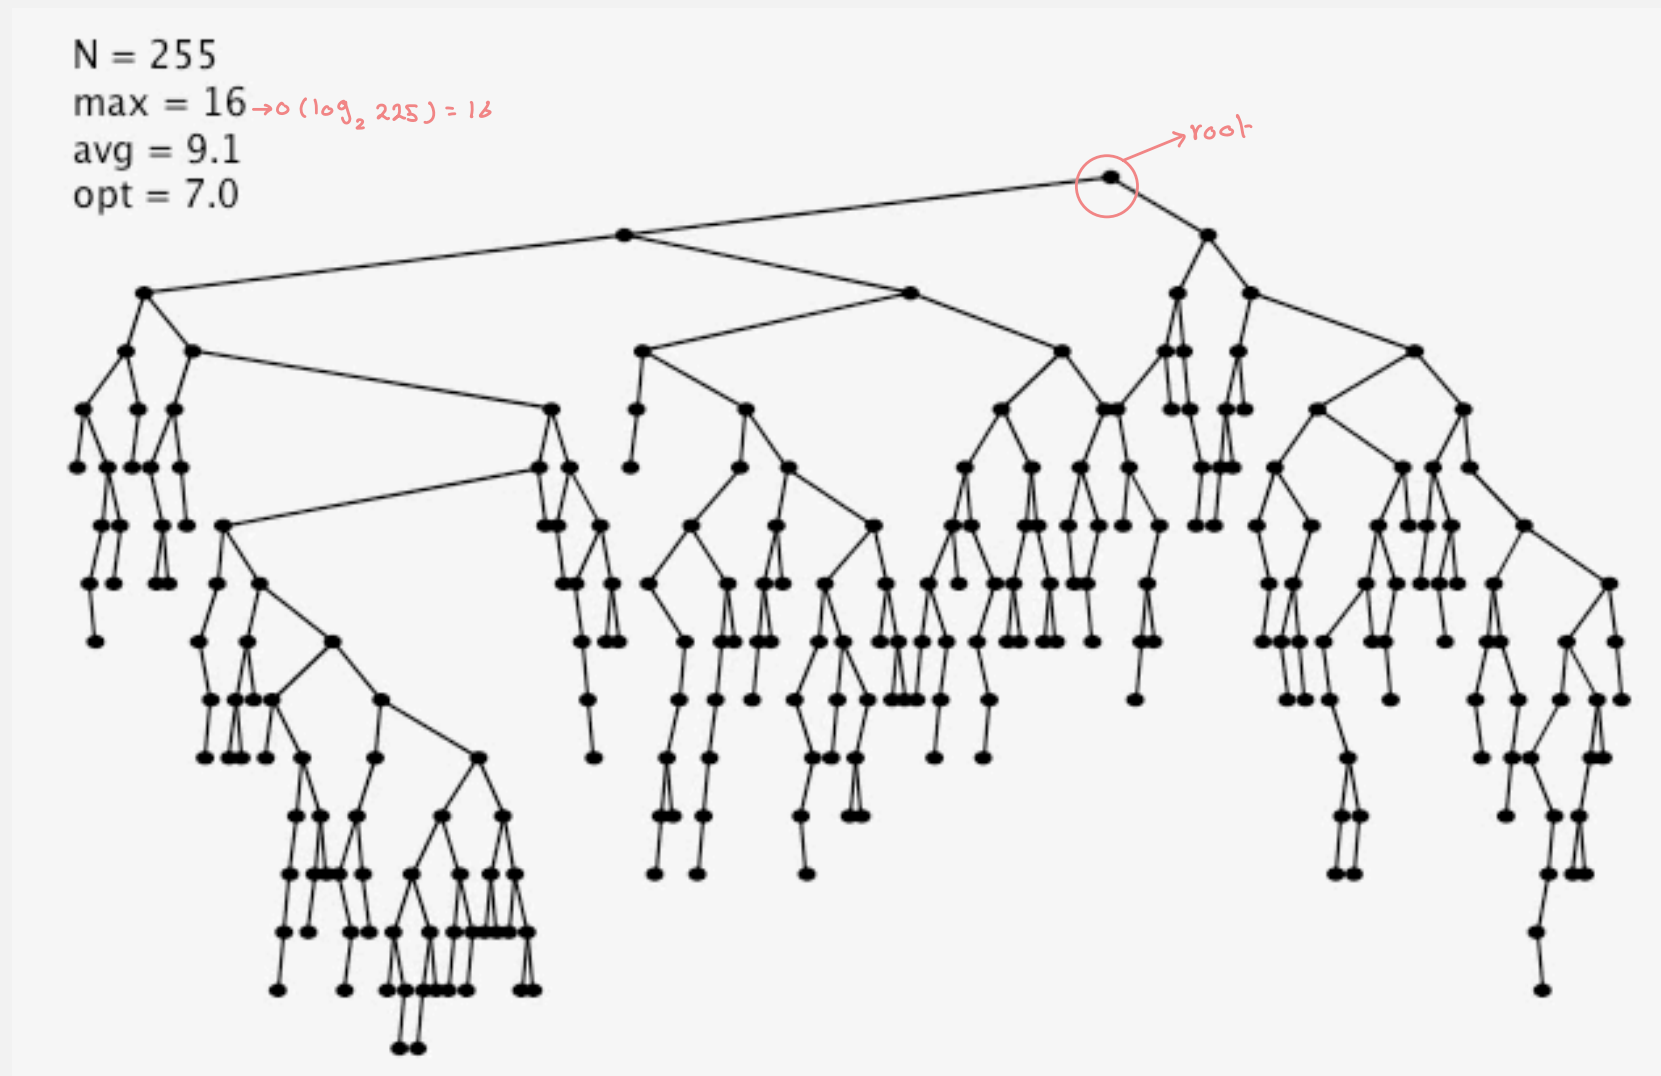 N = 255
max = 16 →o (log₂ 225) = 16
avg = 9.1
opt = 7.0
root